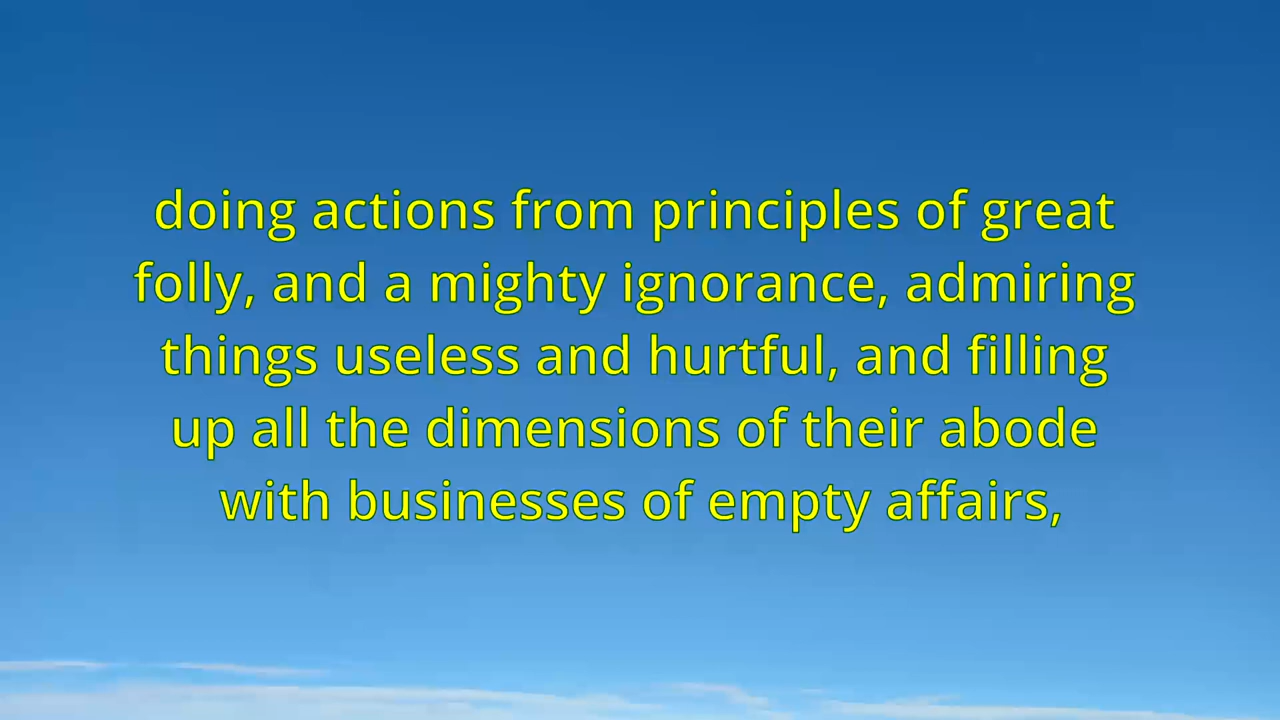 doing actions from principles of great
folly, and a mighty ignorance, admiring
things useless and hurtful, and filling
up all the dimensions of their abode
with businesses of empty affairs,